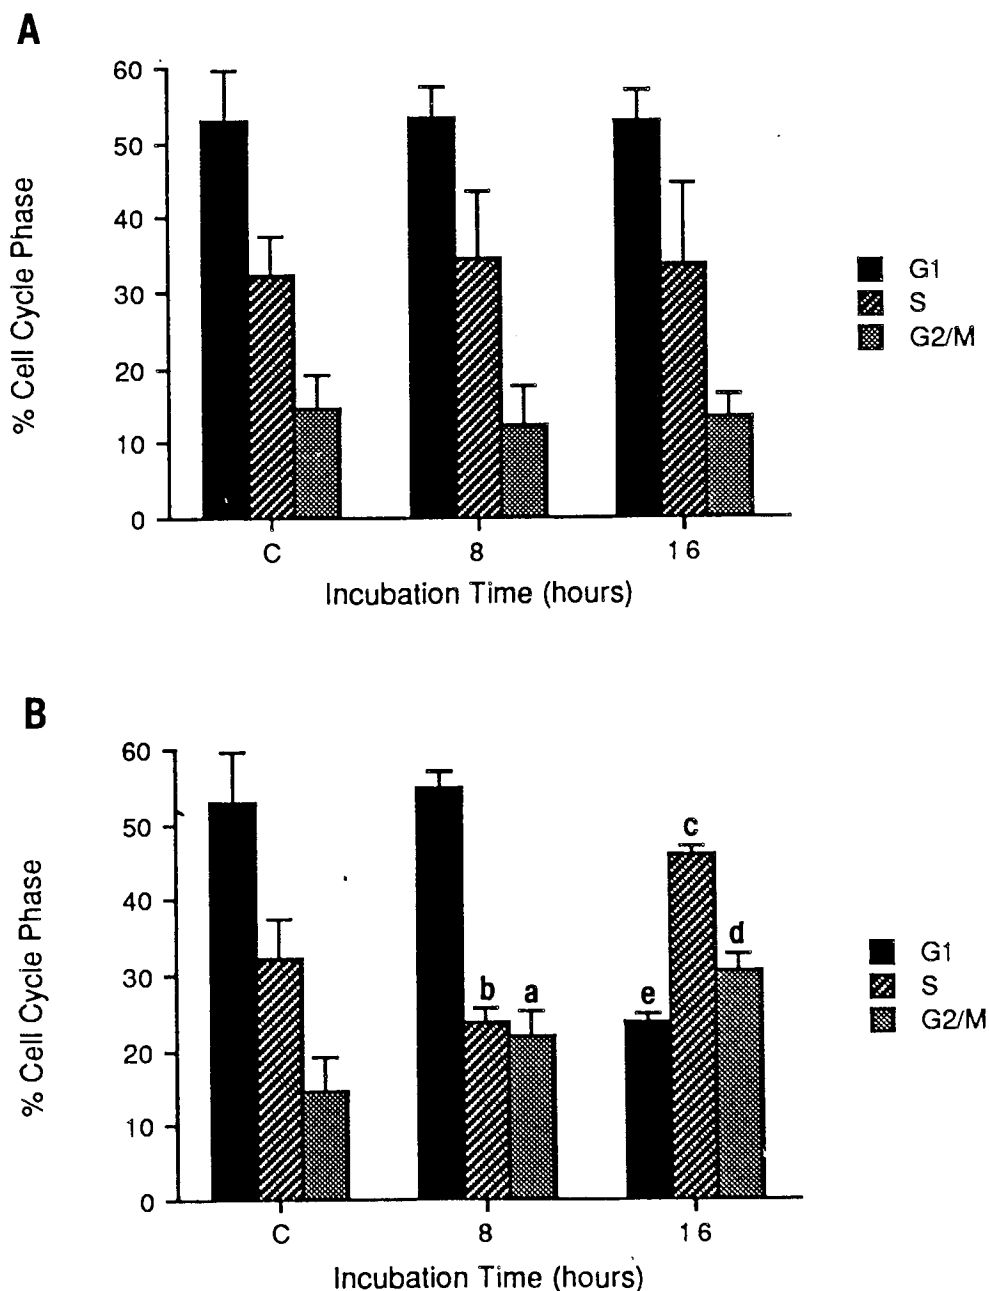 A
60
50
40
30
20
10
0
% Cell Cycle Phase
C
8
16
Incubation Time (hours)
G1
S
G2/M
B
60
50
40
30
20
10
0
% Cell Cycle Phase
b
a
e
c
d
C
8
16
Incubation Time (hours)
G1
S
G2/M